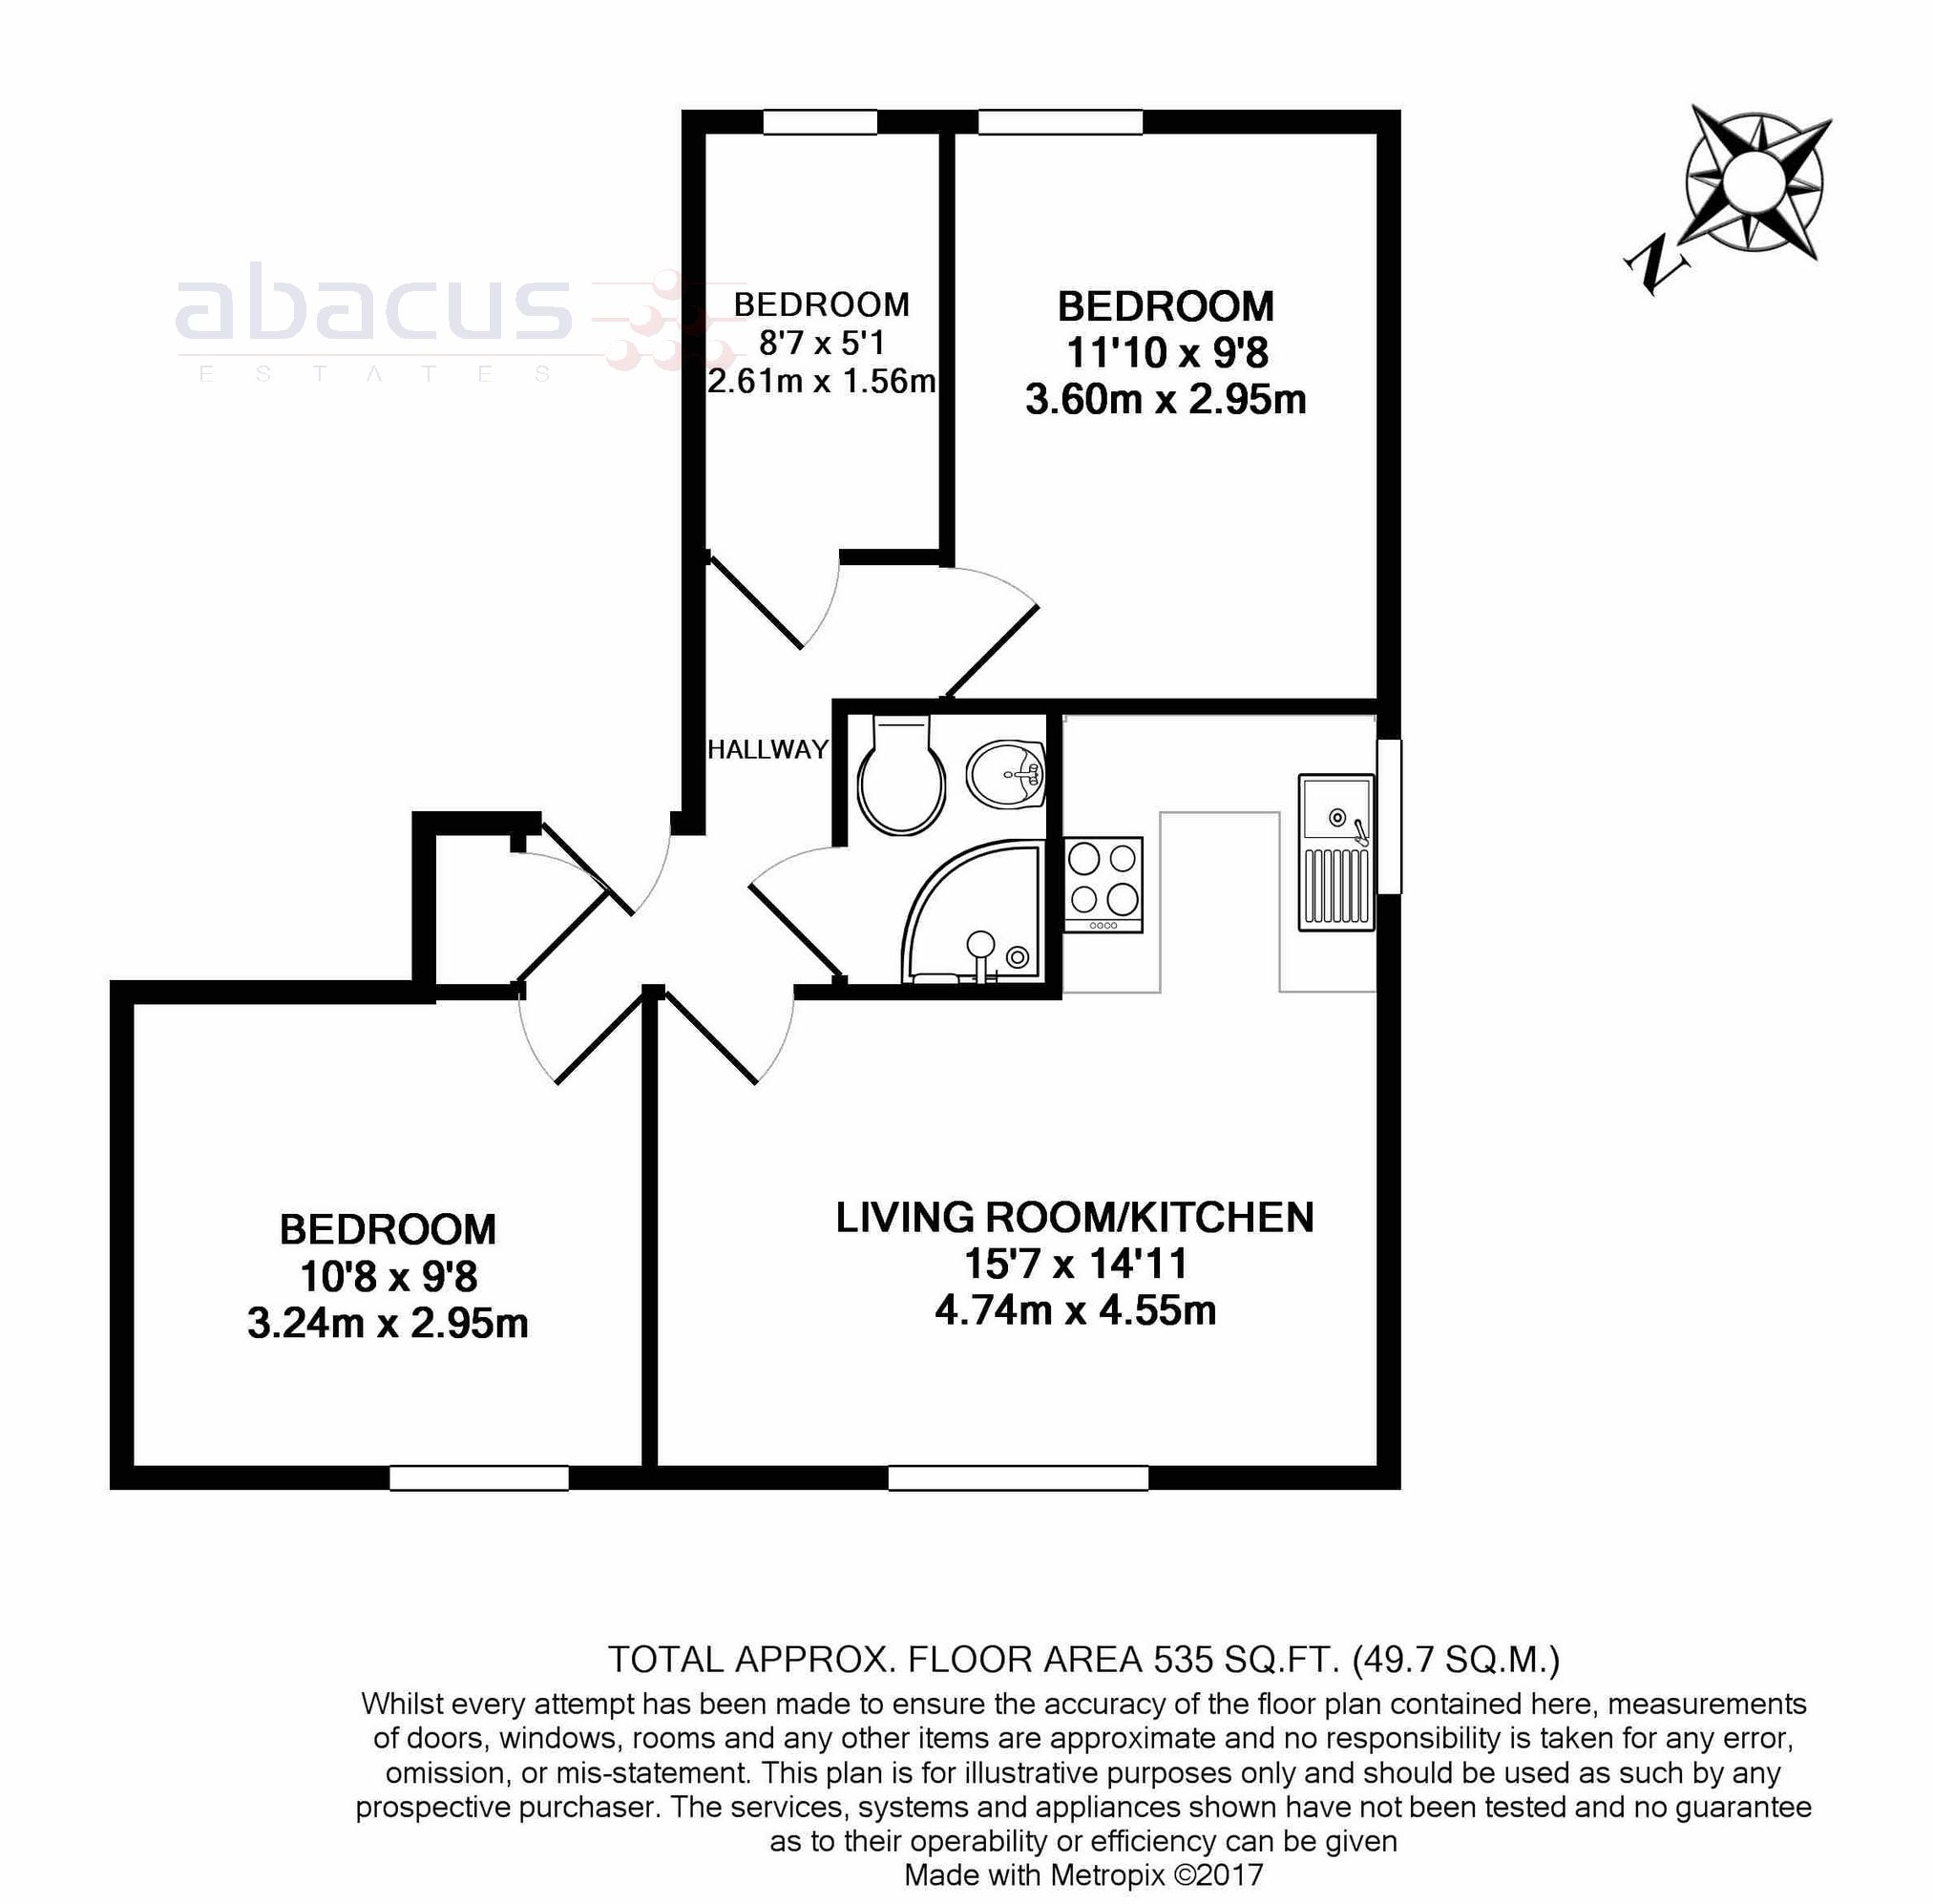 N
abacus
ESTATES
BEDROOM
8'7 x 5'1
2.61m x 1.56m
BEDROOM
11'10 x 9'8
3.60m x 2.95m
HALLWAY
BEDROOM
10'8 x 9'8
3.24m x 2.95m
LIVING ROOM/KITCHEN
15'7 x 14'11
4.74m x 4.55m
TOTAL APPROX. FLOOR AREA 535 SQ.FT. (49.7 SQ.M.)
Whilst every attempt has been made to ensure the accuracy of the floor plan contained here, measurements
of doors, windows, rooms and any other items are approximate and no responsibility is taken for any error,
omission, or mis-statement. This plan is for illustrative purposes only and should be used as such by any
prospective purchaser. The services, systems and appliances shown have not been tested and no guarantee
as to their operability or efficiency can be given
Made with Metropix ©2017